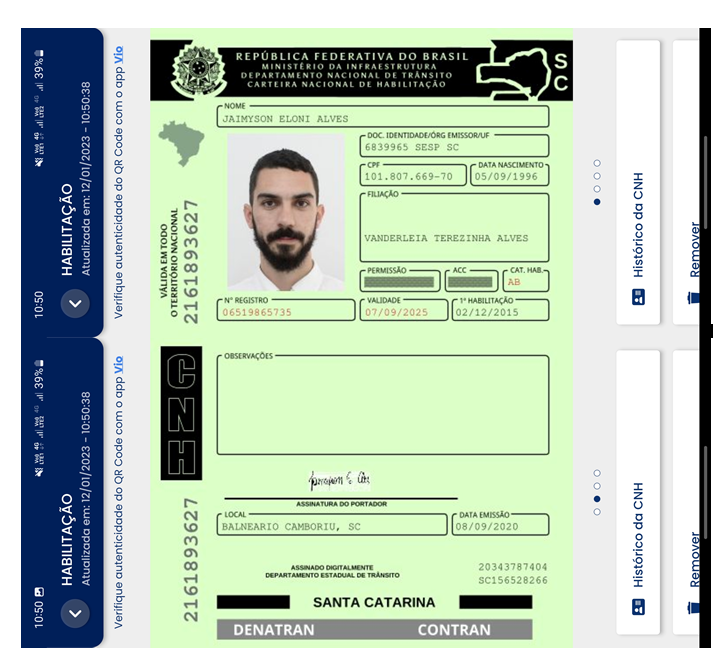 10:50
4G Vo4G LTE2 39%
HABILITAÇÃO
Atualizada em: 12/01/2023 - 10:50:38
Verifique autenticidade do QR Code com o app Vio
REPÚBLICA FEDERATIVA DO BRASIL
MINISTÉRIO DA INFRAESTRUTURA
DEPARTAMENTO NACIONAL DE TRÂNSITO
CARTEIRA NACIONAL DE HABILITAÇÃO
SC
NOME
JAIMYSON ELONI ALVES
DOC. IDENTIDADE/ÓRG EMISSOR/UF
6839965 SESP SC
CPF
101.807.669-70
DATA NASCIMENTO
05/09/1996
FILIAÇÃO
VANDERLEIA TEREZINHA ALVES
PERMISSÃO
ACC
CAT. HAB.
AB
Nº REGISTRO
06519865735
VALIDADE
07/09/2025
1ª HABILITAÇÃO
02/12/2015
VÁLIDA EM TODO
O TERRITÓRIO NACIONAL
2161893627
Histórico da CNH
Remover
10:50
39%
HABILITAÇÃO
Atualizada em: 12/01/2023 - 10:50:38
Verifique autenticidade do QR Code com o app Vio
CNH
OBSERVAÇÕES
ASSINATURA DO PORTADOR
LOCAL
BALNEARIO CAMBORIU, SC
DATA EMISSÃO
08/09/2020
2161893627
ASSINADO DIGITALMENTE
DEPARTAMENTO ESTADUAL DE TRÂNSITO
20343787404
SC156528266
SANTA CATARINA
DENATRAN CONTRAN
Histórico da CNH
Remover